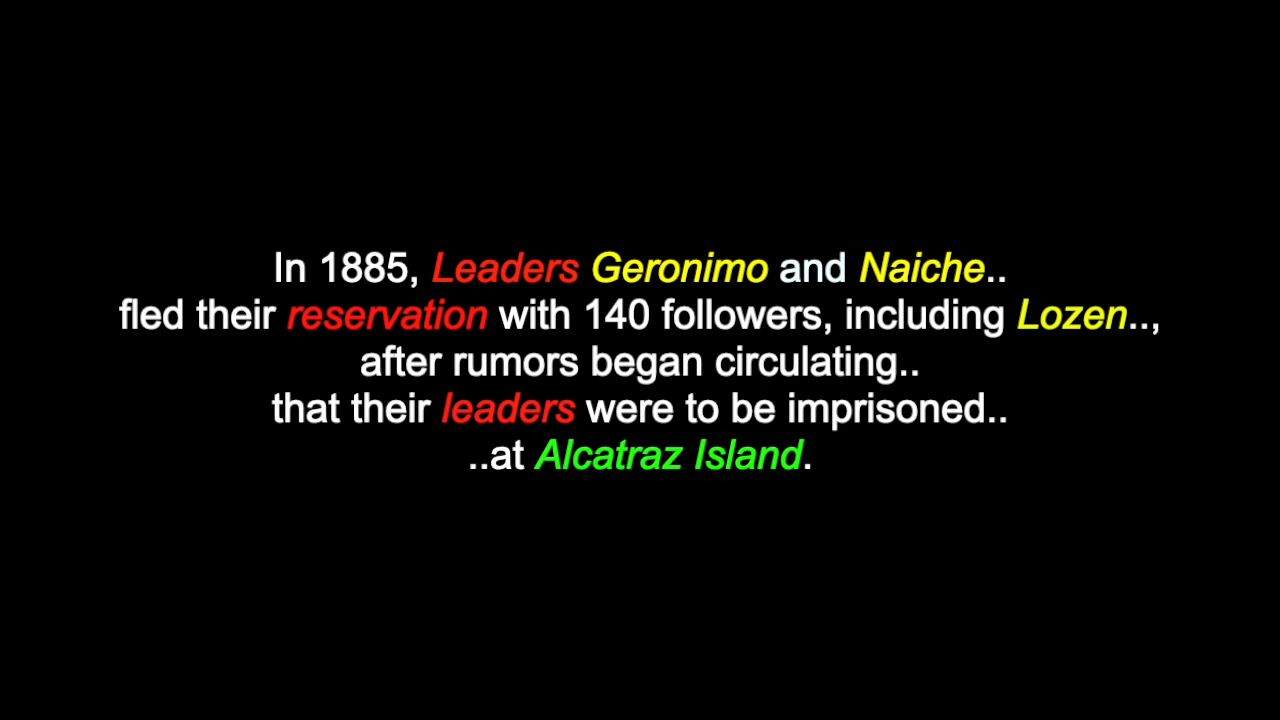 In 1885, Leaders Geronimo and Naiche..
fled their reservation with 140 followers, including Lozen..,
after rumors began circulating..
that their leaders were to be imprisoned..
..at Alcatraz Island.